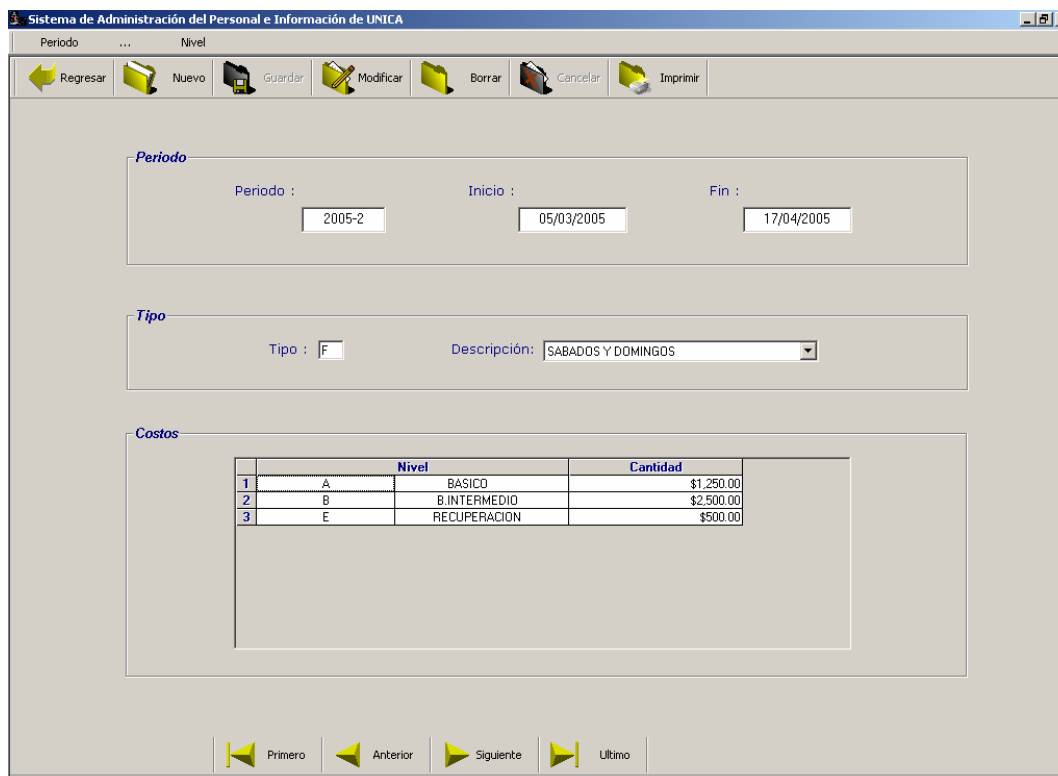 Sistema de Administración del Personal e Información de UNICA
Periodo ... Nivel
Regresar Nuevo Guardar Modificar Borrar Cancelar Imprimir
Periodo
Periodo : Inicio : Fin :
2005-2 05/03/2005 17/04/2005
Tipo
Tipo : F Descripción: SABADOS Y DOMINGOS
Costos
Nivel Cantidad
1 A BASICO $1,250.00
2 B B.INTERMEDIO $2,500.00
3 E RECUPERACION $500.00
Primero Anterior Siguiente Ultimo